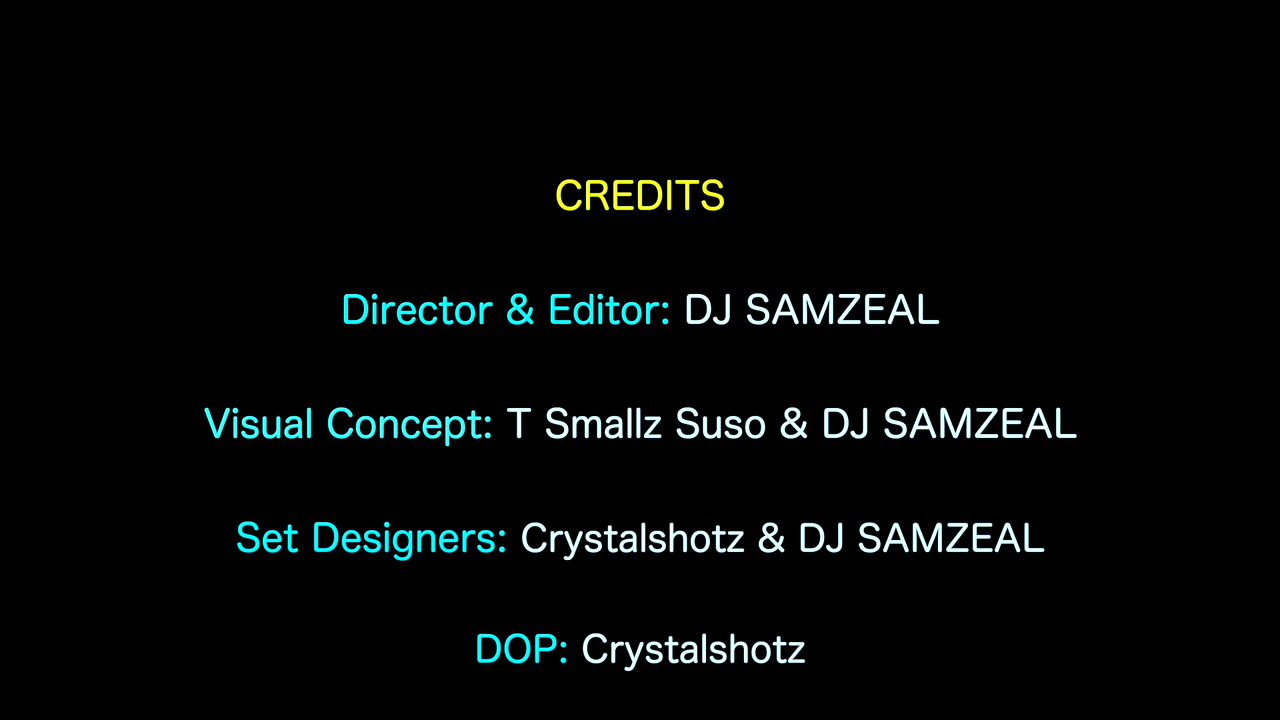 CREDITS
Director & Editor: DJ SAMZEAL
Visual Concept: T Smallz Suso & DJ SAMZEAL
Set Designers: Crystalshotz & DJ SAMZEAL
DOP: Crystalshotz